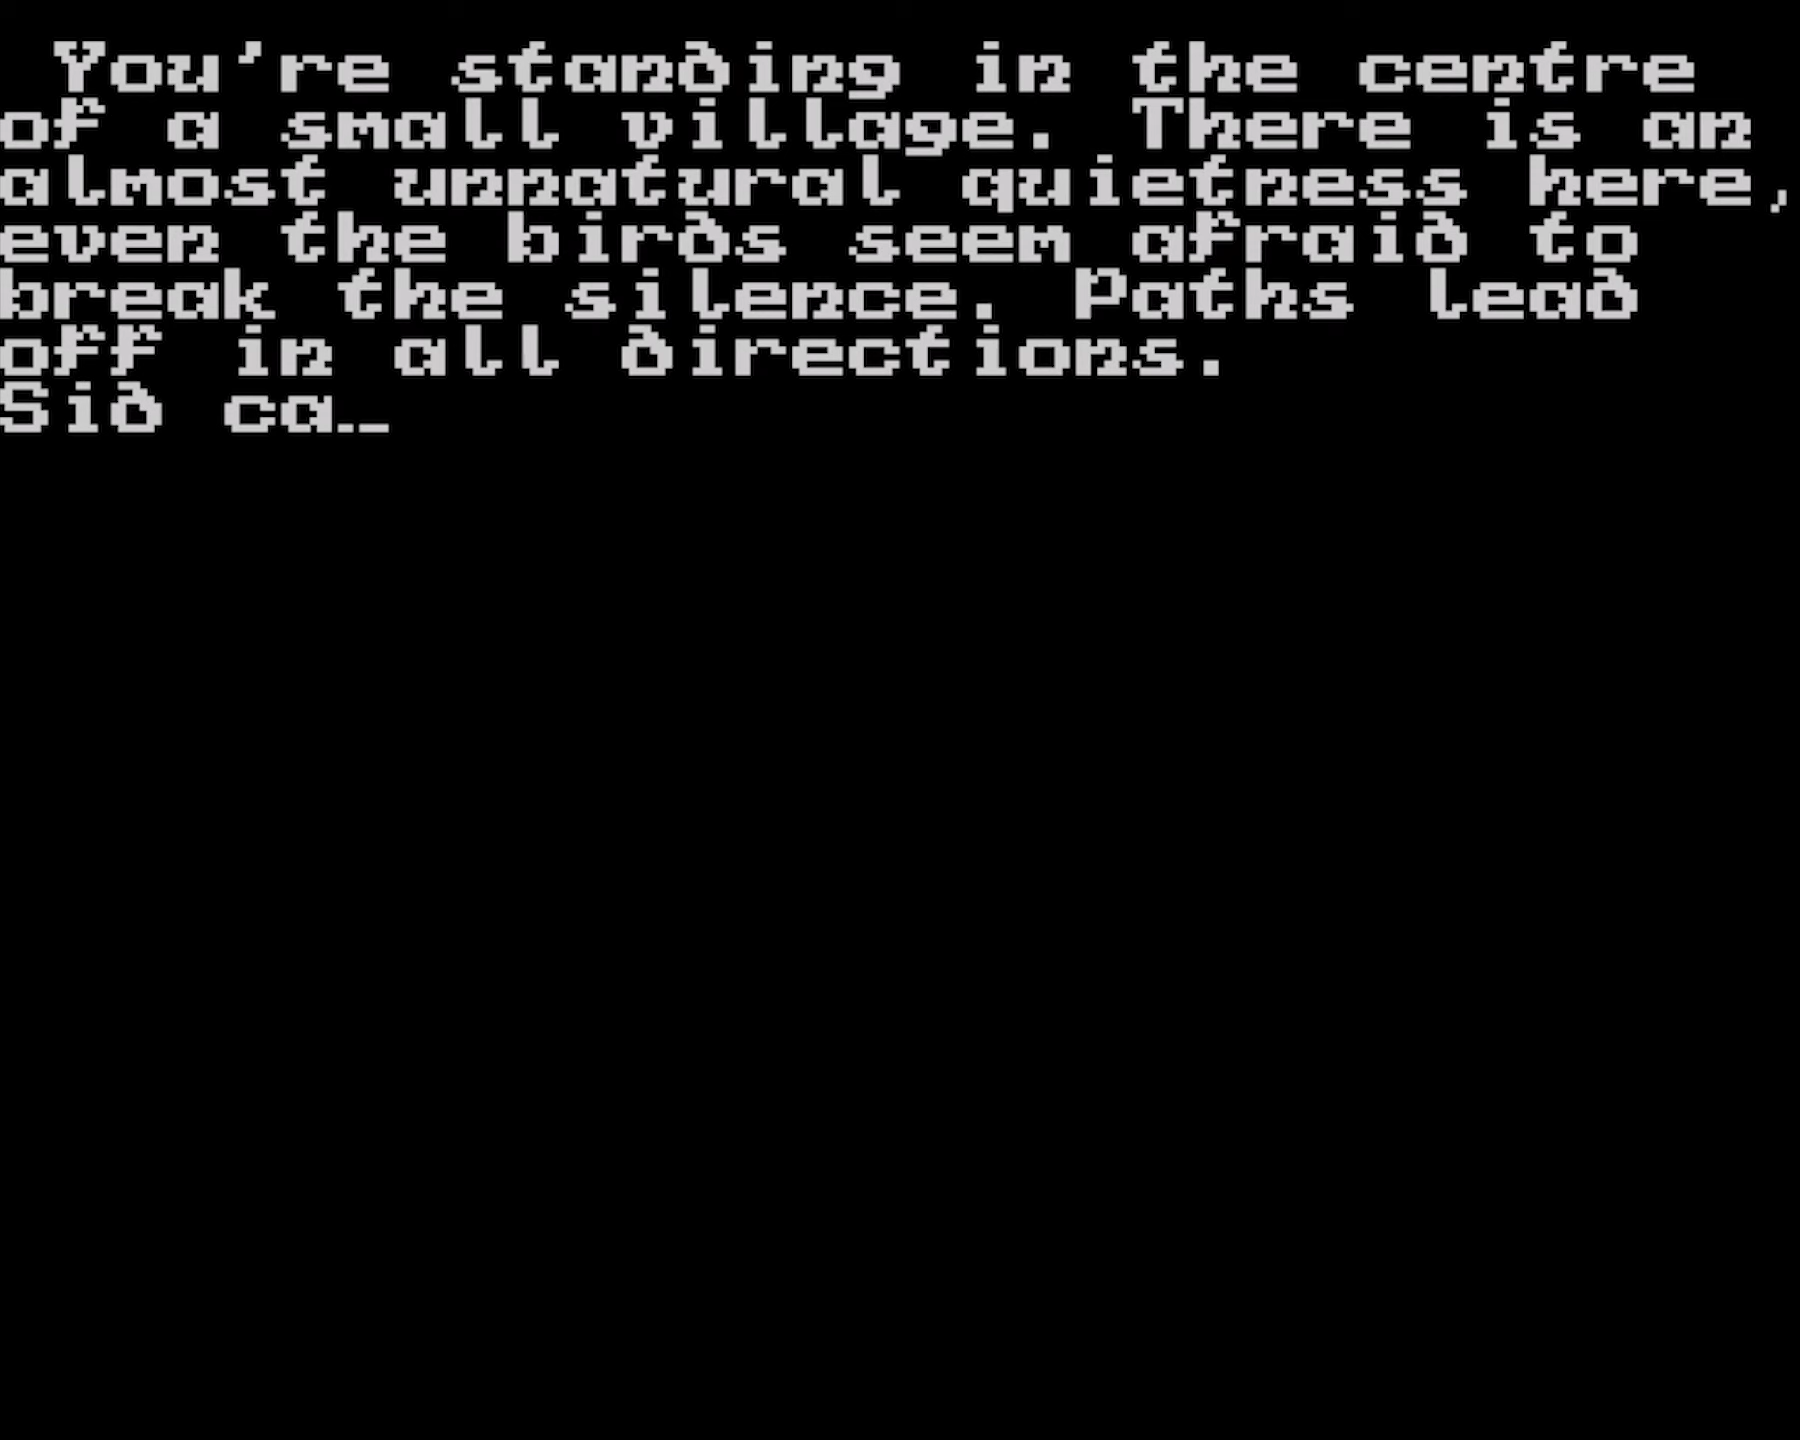 You're standing in the centre
of a small village. There is an
almost unnatural quietness here,
even the birds seem afraid to
break the silence. Paths lead
off in all directions.
Sid ca._